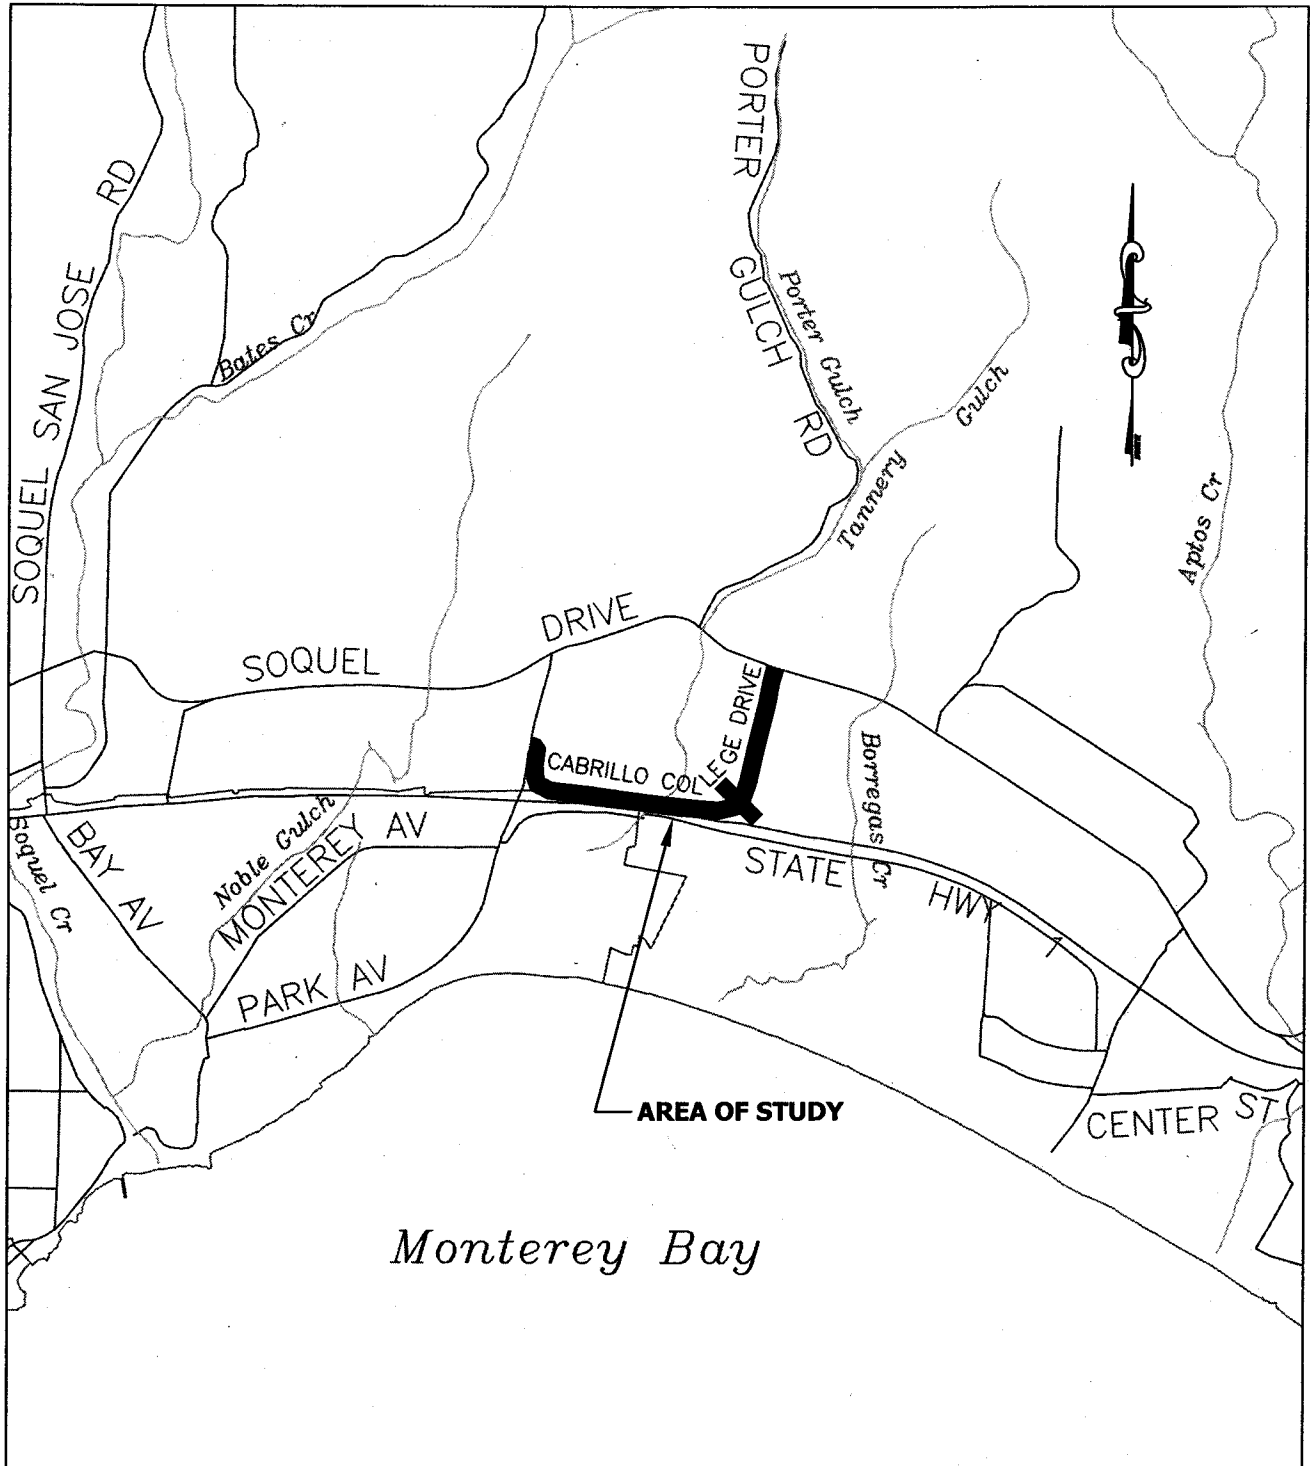 PORTER GULCH RD
SOQUEL SAN JOSE RD
Porter Gulch
Bates Cr
Tannery Gulch
Aptos Cr
SOQUEL DRIVE
CABRILLO COLLEGE DRIVE
Borregas Cr
Noble Gulch
MONTEREY AV
BAY AV
Soquel Cr
STATE HWY 1
PARK AV
AREA OF STUDY
CENTER ST
Monterey Bay